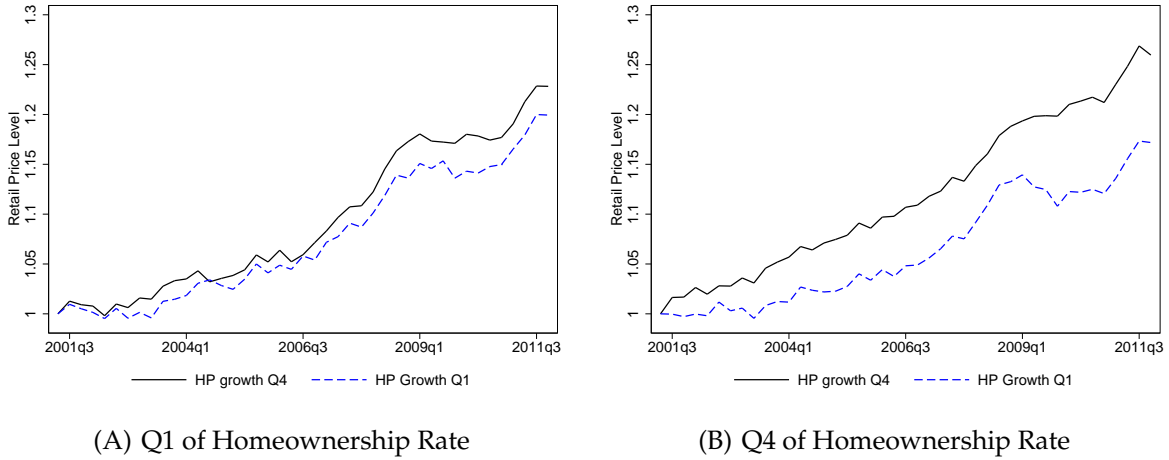 1.3
1.25
1.2
1.15
1.1
1.05
1
Retail Price Level
2001q3 2004q1 2006q3 2009q1 2011q3
HP growth Q4 HP Growth Q1
(A) Q1 of Homeownership Rate
1.3
1.25
1.2
1.15
1.1
1.05
1
Retail Price Level
2001q3 2004q1 2006q3 2009q1 2011q3
HP growth Q4 HP Growth Q1
(B) Q4 of Homeownership Rate